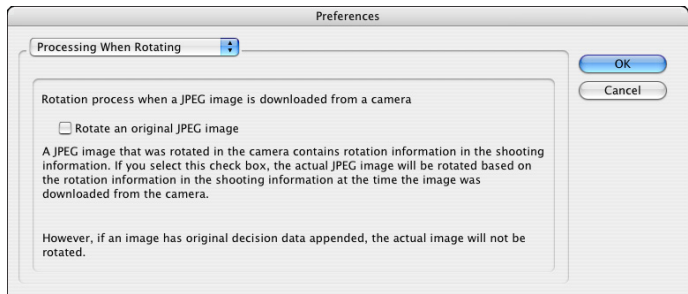 Preferences
Processing When Rotating
OK
Cancel
Rotation process when a JPEG image is downloaded from a camera
Rotate an original JPEG image
A JPEG image that was rotated in the camera contains rotation information in the shooting
information. If you select this check box, the actual JPEG image will be rotated based on
the rotation information in the shooting information at the time the image was
downloaded from the camera.
However, if an image has original decision data appended, the actual image will not be
rotated.